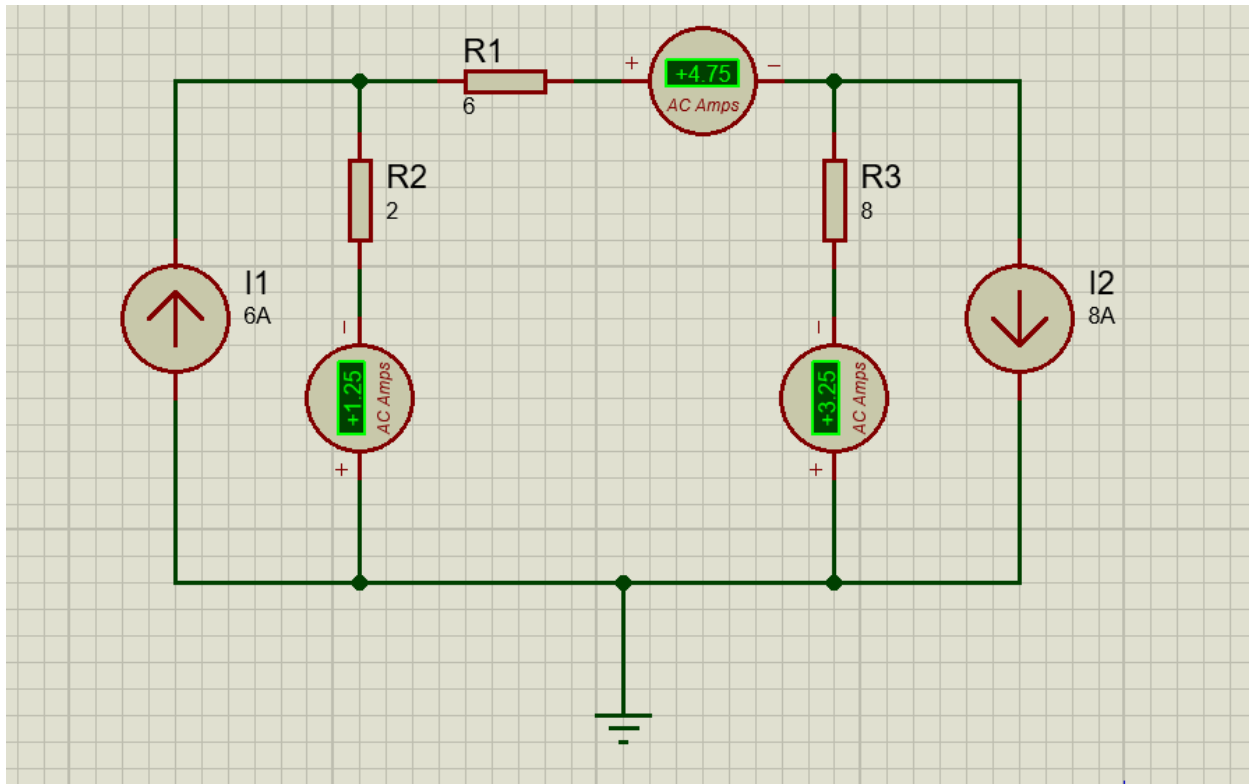 R1
6
+
+4.75
AC Amps
−
R2
2
R3
8
I1
6A
I2
8A
−
+1.25
AC Amps
+
−
+3.25
AC Amps
+